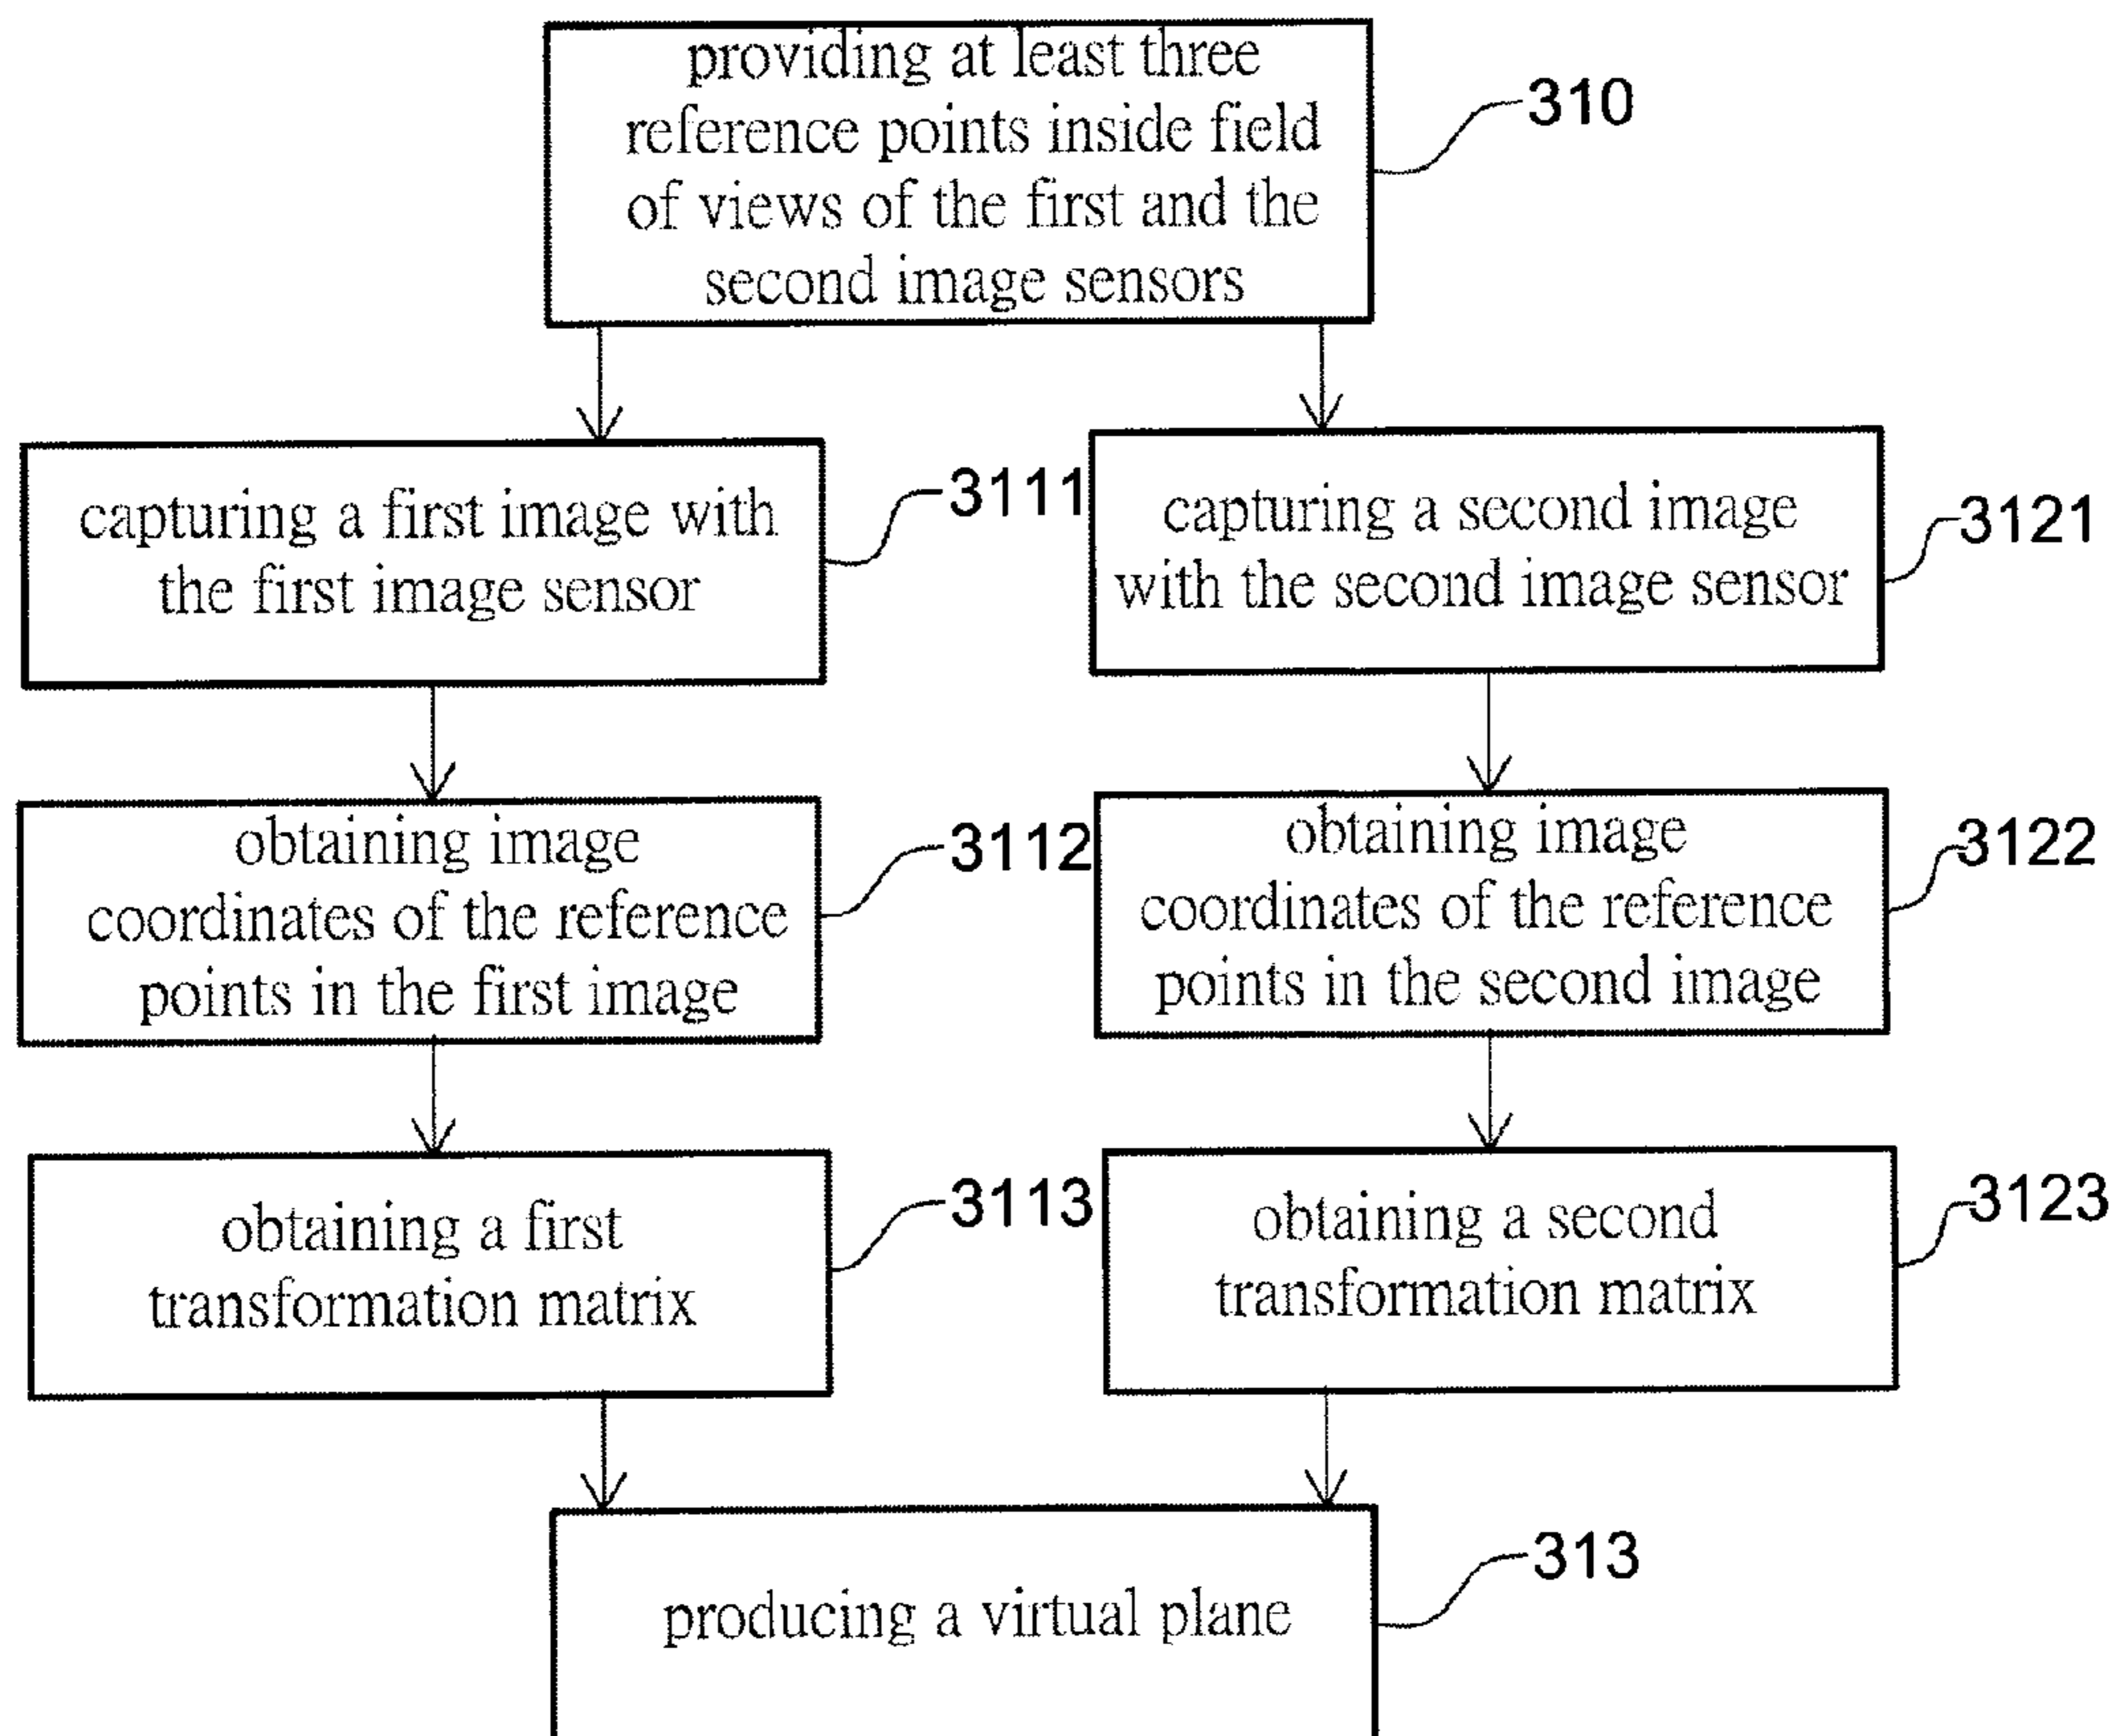 providing at least three
reference points inside field
of views of the first and the
second image sensors
310
capturing a first image with
the first image sensor
3111
capturing a second image
with the second image sensor
3121
obtaining image
coordinates of the reference
points in the first image
3112
obtaining image
coordinates of the reference
points in the second image
3122
obtaining a first
transformation matrix
3113
obtaining a second
transformation matrix
3123
producing a virtual plane
313